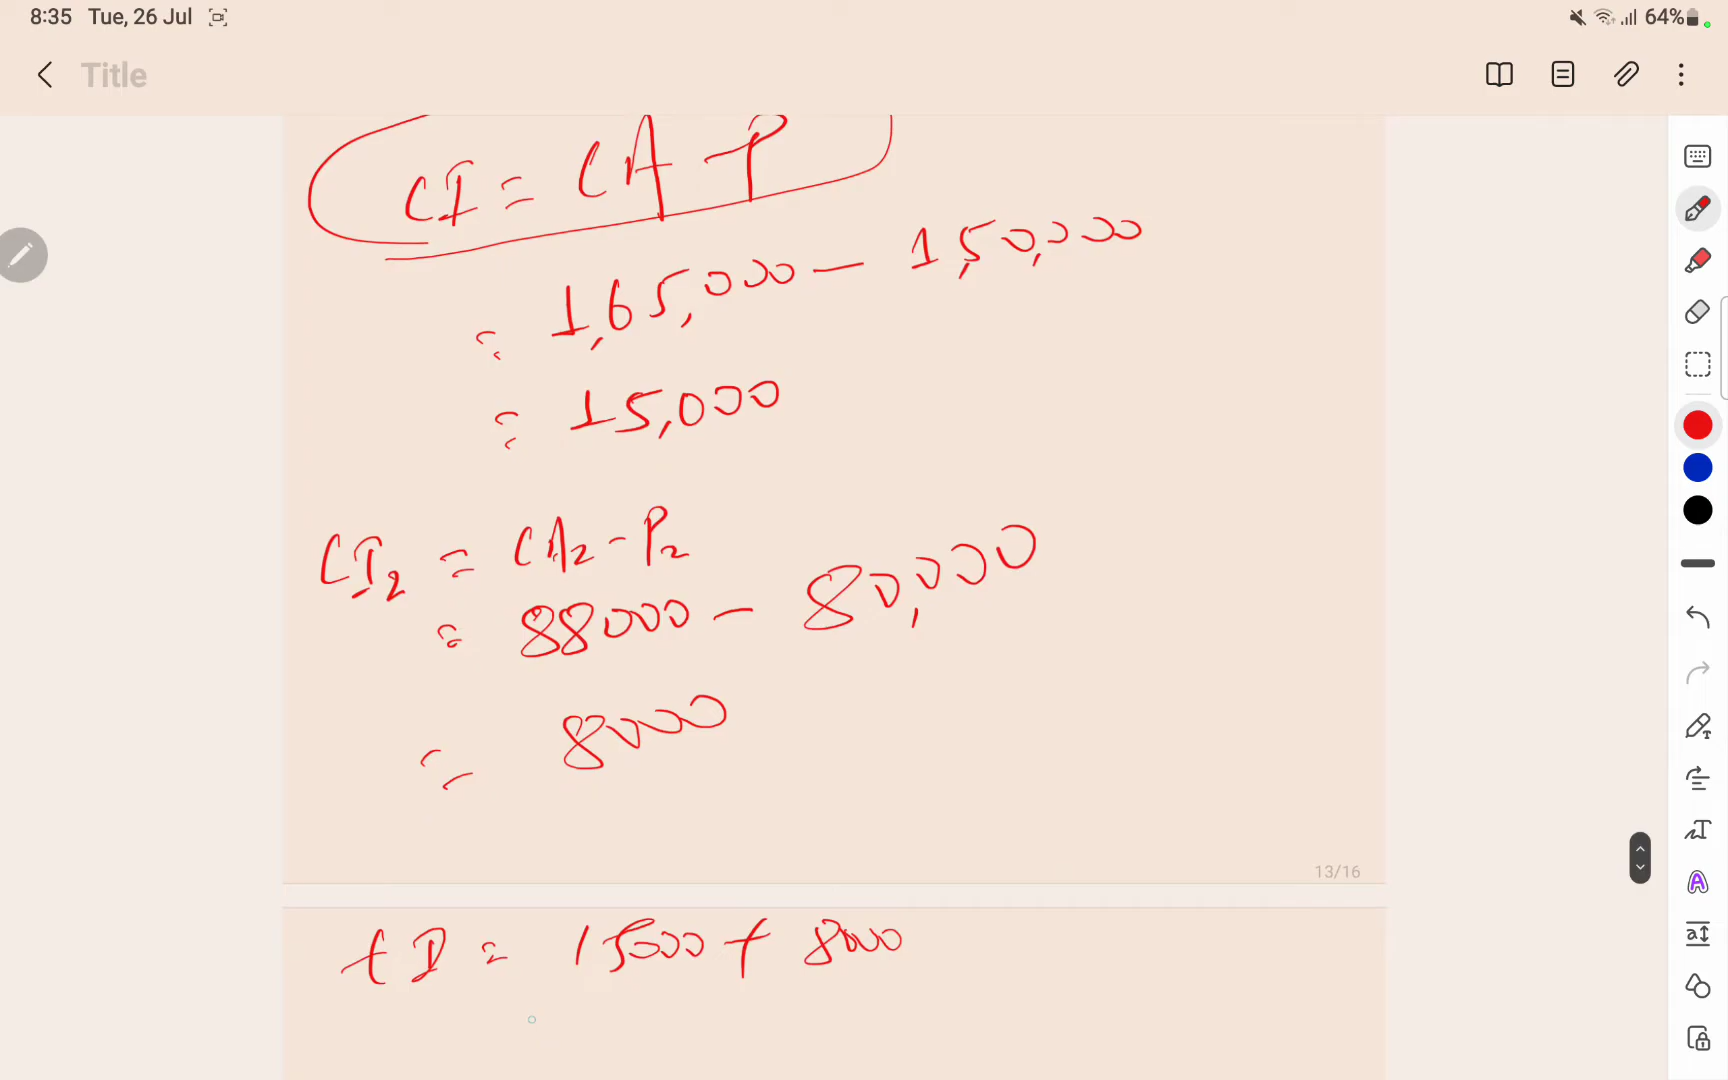 8:35 Tue, 26 Jul 64%
Title
CI = CA - P
= 1,65,000 - 1,50,000
= 15,000
CI2 = CA2 - P2
= 88000 - 80,000
= 8000
13/16
tI = 15000 + 8000